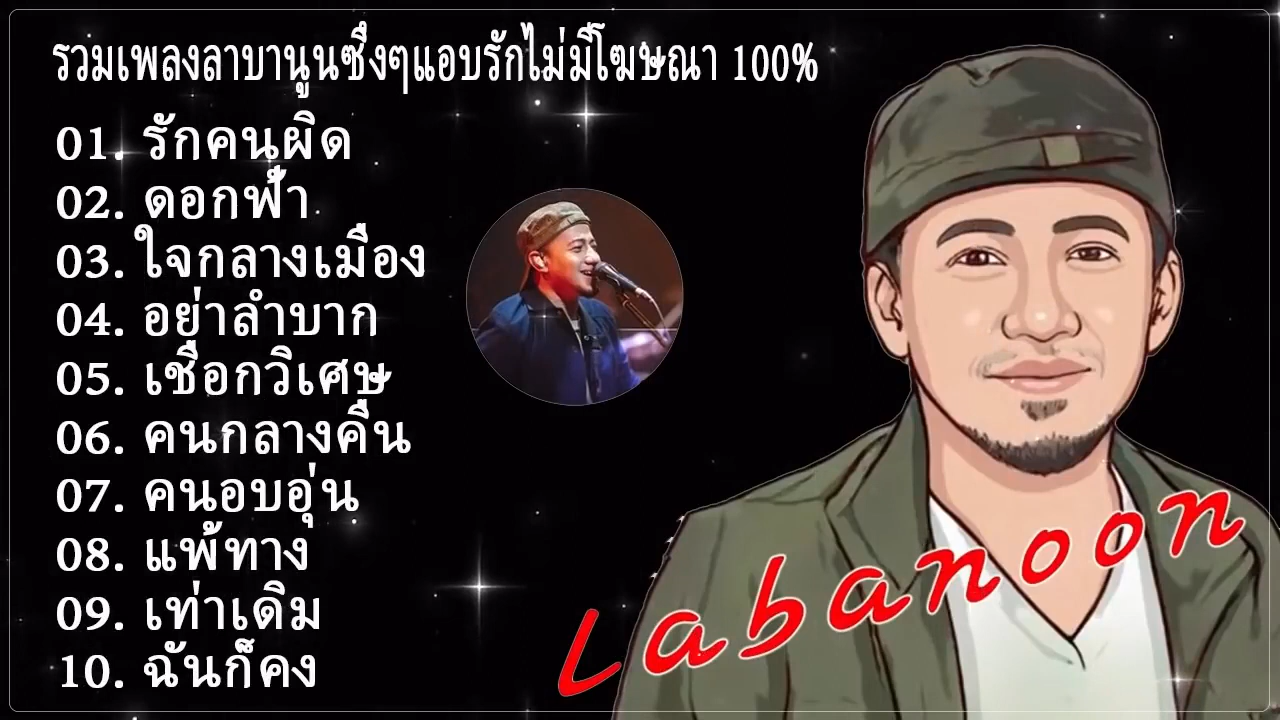 รวมเพลงลาบานูนซึ่งๆแอบรักไม่มีโฆษณา 100%
01. รักคนผิด
02. ดอกฟ้า
03. ใจกลางเมือง
04. อย่าลำบาก
05. เชือกวิเศษ
06. คนกลางคืน
07. คนอบอุ่น
08. แพ้ทาง
09. เท่าเดิม
10. ฉันก็คง
Labanoon